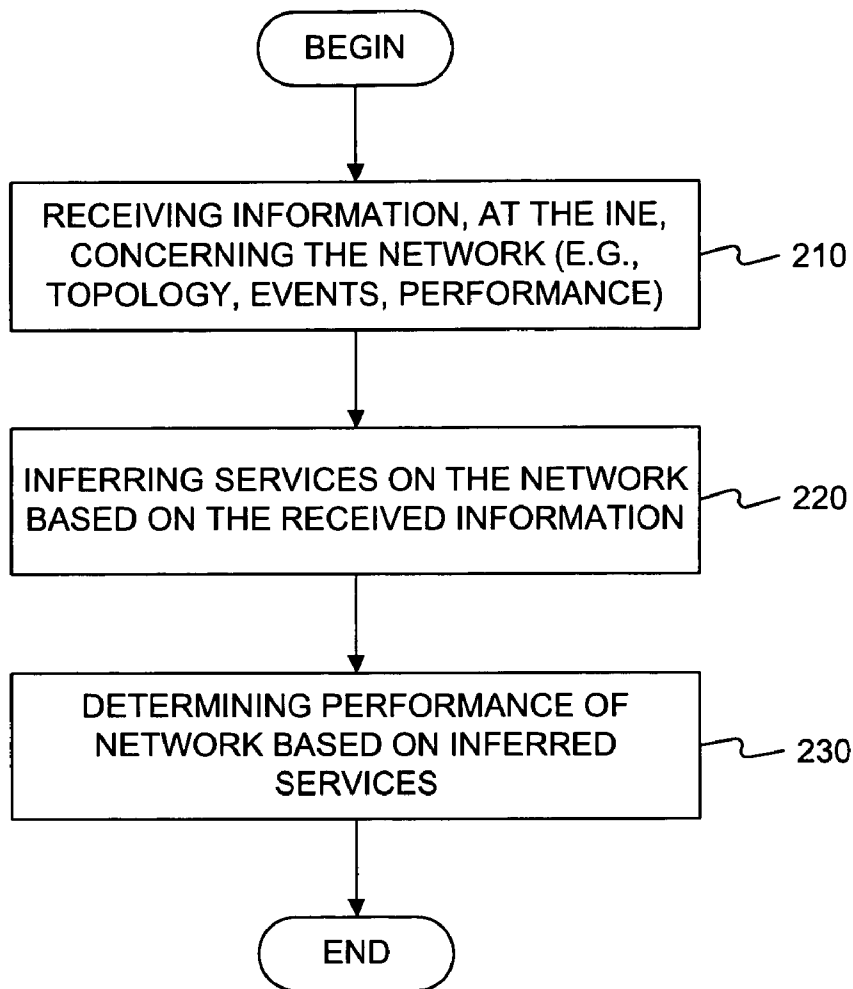 BEGIN
RECEIVING INFORMATION, AT THE INE,
CONCERNING THE NETWORK (E.G.,
TOPOLOGY, EVENTS, PERFORMANCE)
210
INFERRING SERVICES ON THE NETWORK
BASED ON THE RECEIVED INFORMATION
220
DETERMINING PERFORMANCE OF
NETWORK BASED ON INFERRED
SERVICES
230
END